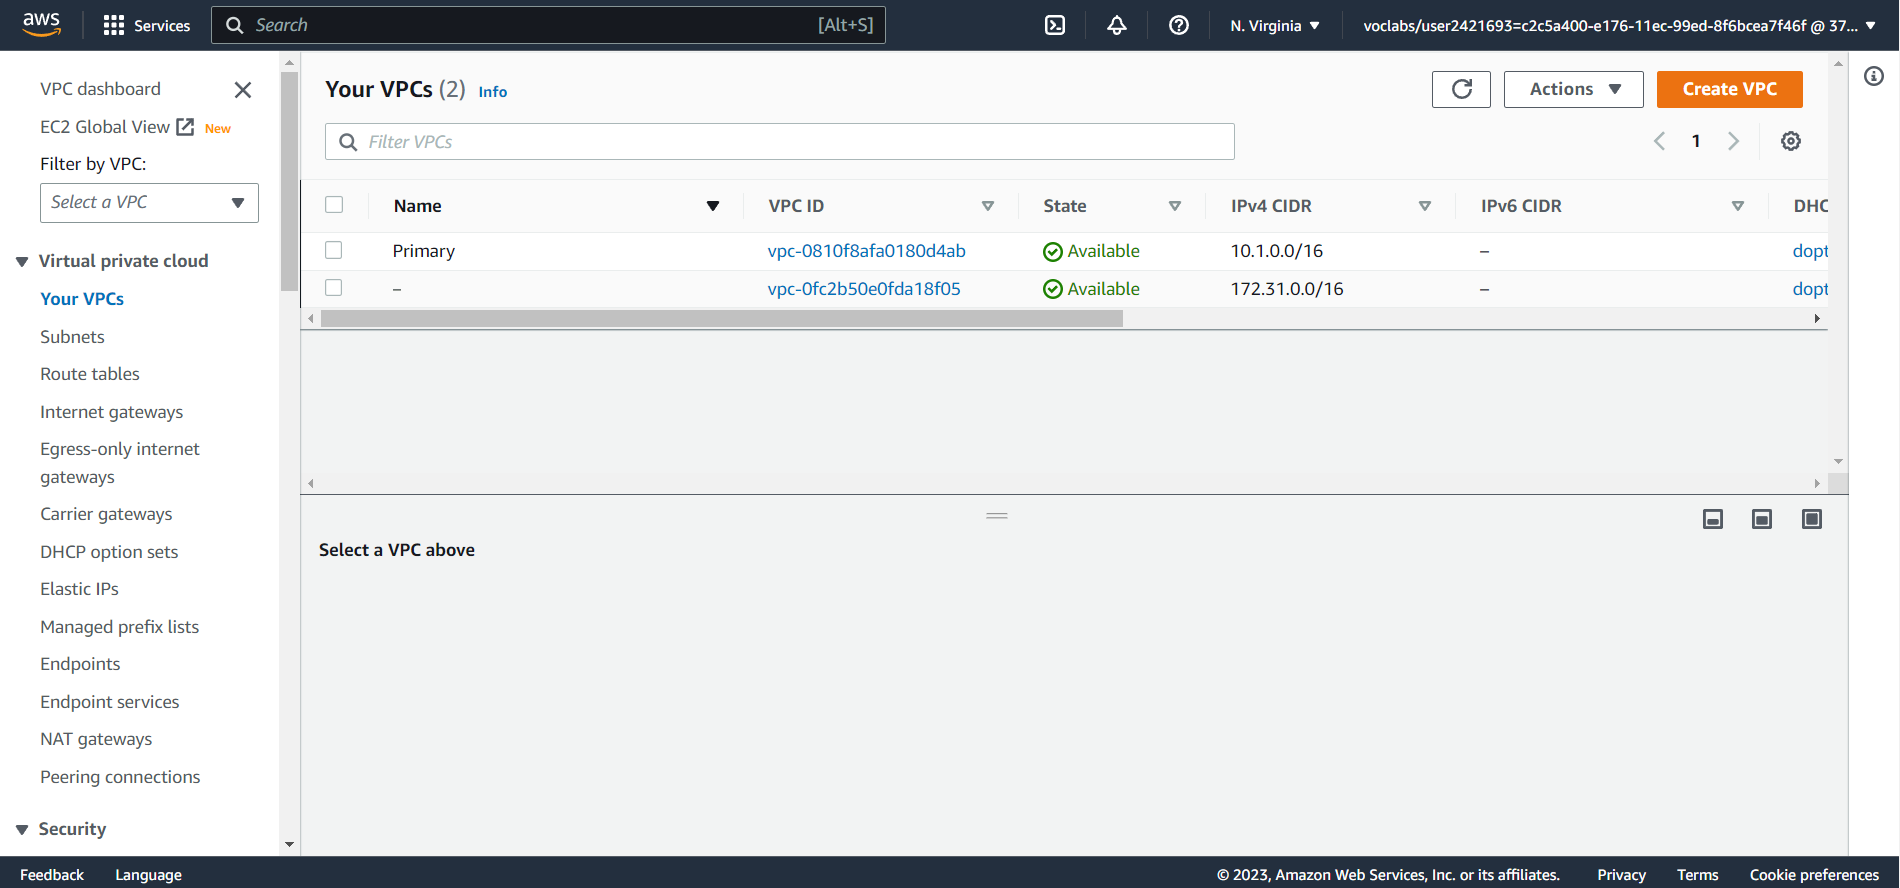 aws
Services
Search [Alt+S]
N. Virginia
voclabs/user2421693=c2c5a400-e176-11ec-99ed-8f6bcea7f46f @ 37...
VPC dashboard
EC2 Global View New
Filter by VPC:
Select a VPC
Virtual private cloud
Your VPCs
Subnets
Route tables
Internet gateways
Egress-only internet
gateways
Carrier gateways
DHCP option sets
Elastic IPs
Managed prefix lists
Endpoints
Endpoint services
NAT gateways
Peering connections
Security
Your VPCs (2) Info
Actions
Create VPC
Filter VPCs
1
Name VPC ID State IPv4 CIDR IPv6 CIDR DHC
Primary vpc-0810f8afa0180d4ab Available 10.1.0.0/16 – dopt
– vpc-0fc2b50e0fda18f05 Available 172.31.0.0/16 – dopt
Select a VPC above
Feedback Language © 2023, Amazon Web Services, Inc. or its affiliates. Privacy Terms Cookie preferences